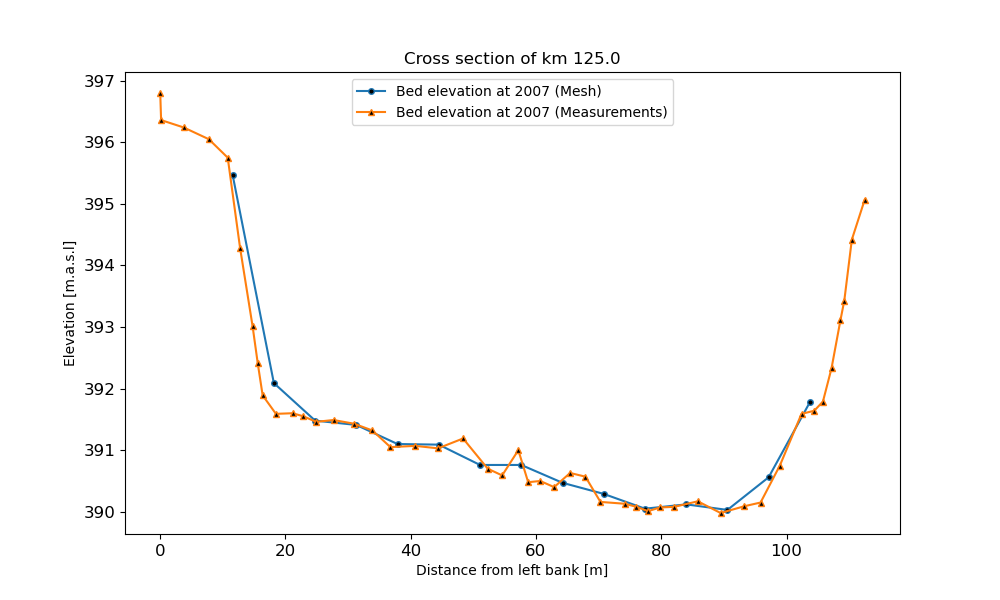 Cross section of km 125.0
Bed elevation at 2007 (Mesh)
Bed elevation at 2007 (Measurements)
Elevation [m.a.s.l]
397
396
395
394
393
392
391
390
0 20 40 60 80 100
Distance from left bank [m]